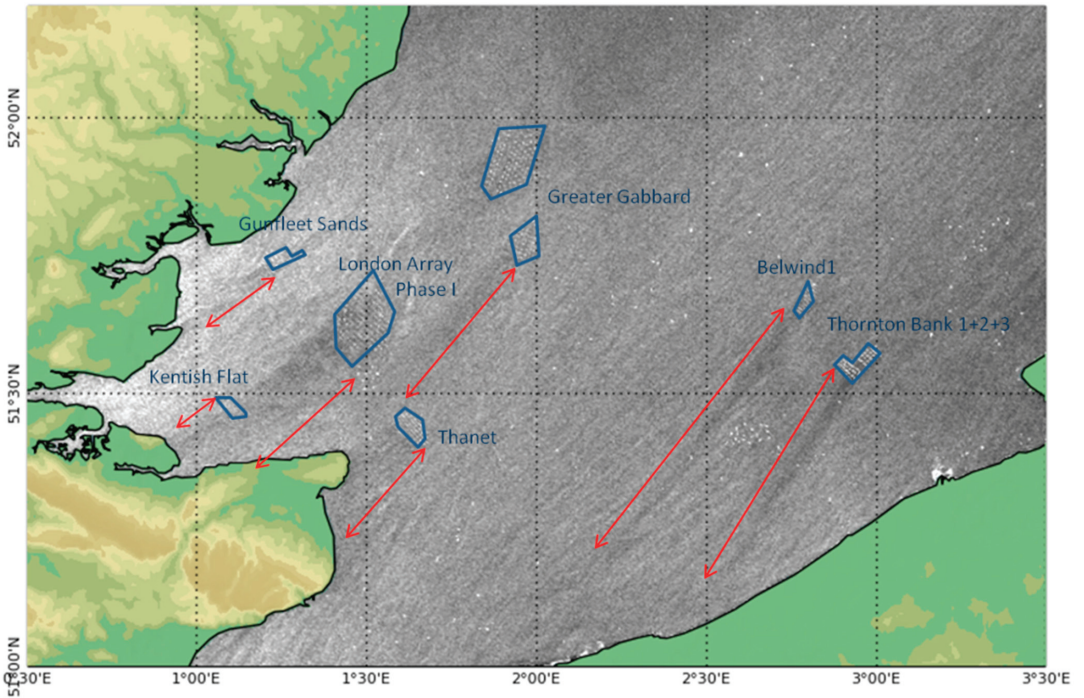 52°00'N
Greater Gabbard
Gunfleet Sands
London Array
Phase I
Belwind1
Thornton Bank 1+2+3
Kentish Flat
51°30'N
Thanet
51°00'N
0°30'E 1°00'E 1°30'E 2°00'E 2°30'E 3°00'E 3°30'E